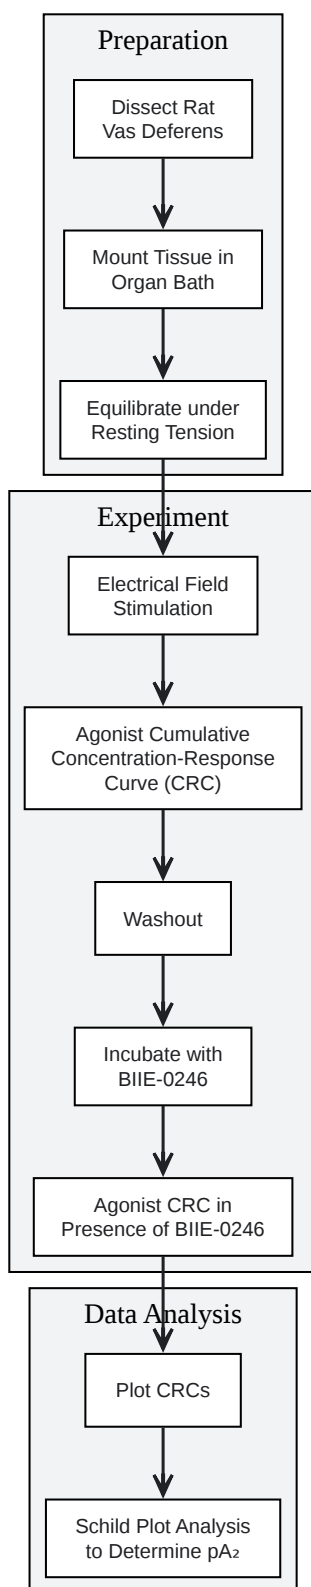 Preparation
Dissect Rat
Vas Deferens
Mount Tissue in
Organ Bath
Equilibrate under
Resting Tension
Experiment
Electrical Field
Stimulation
Agonist Cumulative
Concentration-Response
Curve (CRC)
Washout
Incubate with
BIIE-0246
Agonist CRC in
Presence of BIIE-0246
Data Analysis
Plot CRCs
Schild Plot Analysis
to Determine pA₂